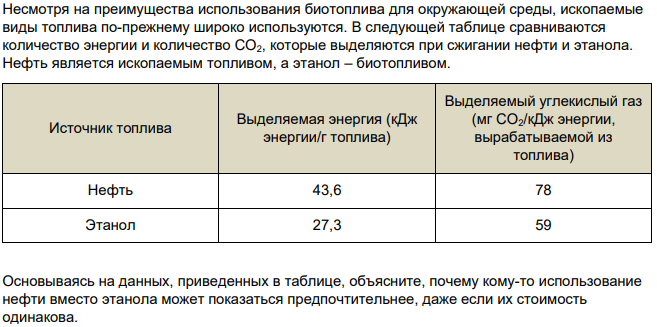 Несмотря на преимущества использования биотоплива для окружающей среды, ископаемые
виды топлива по-прежнему широко используются. В следующей таблице сравниваются
количество энергии и количество CO₂, которые выделяются при сжигании нефти и этанола.
Нефть является ископаемым топливом, а этанол – биотопливом.
Источник топлива
Выделяемая энергия (кДж
энергии/г топлива)
Выделяемый углекислый газ
(мг CO₂/кДж энергии,
вырабатываемой из
топлива)
Нефть 43,6 78
Этанол 27,3 59
Основываясь на данных, приведенных в таблице, объясните, почему кому-то использование
нефти вместо этанола может показаться предпочтительнее, даже если их стоимость
одинакова.